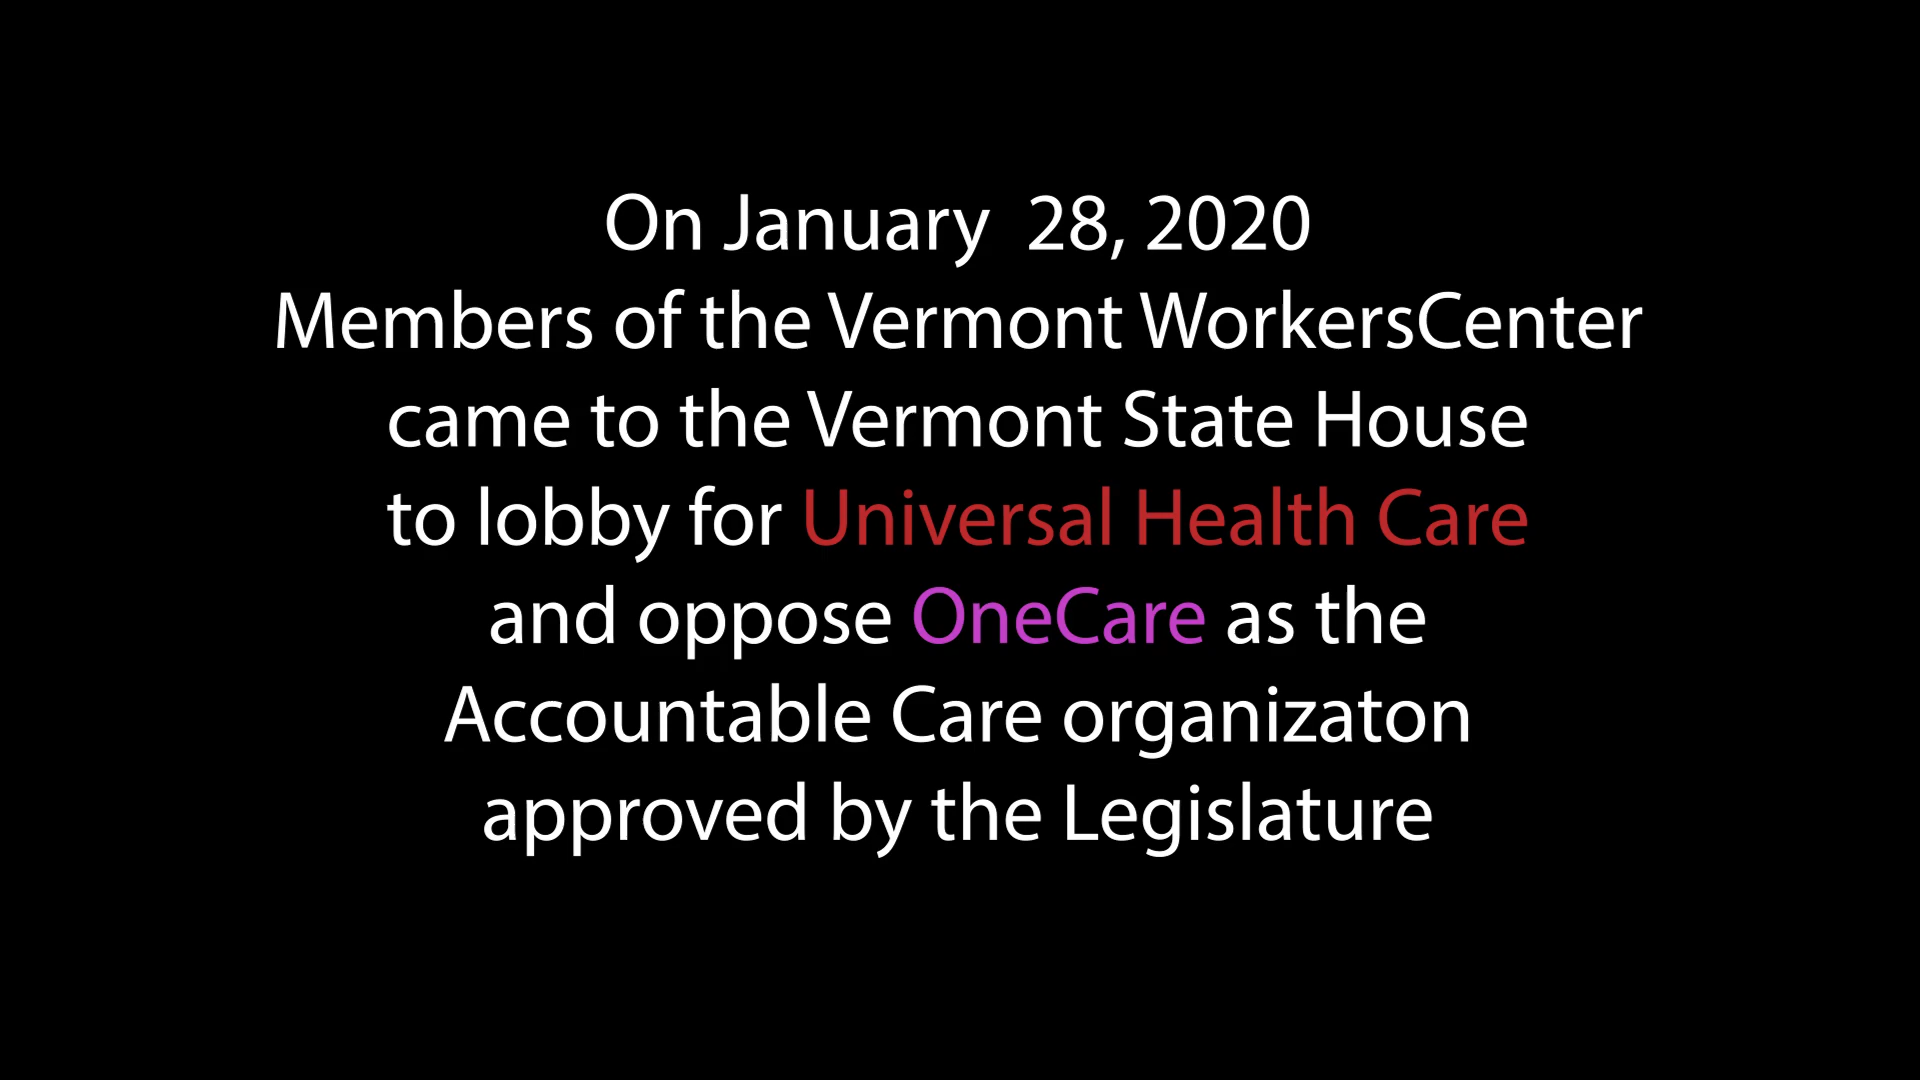 On January  28, 2020
Members of the Vermont WorkersCenter
came to the Vermont State House
to lobby for Universal Health Care
and oppose OneCare as the
Accountable Care organizaton
approved by the Legislature